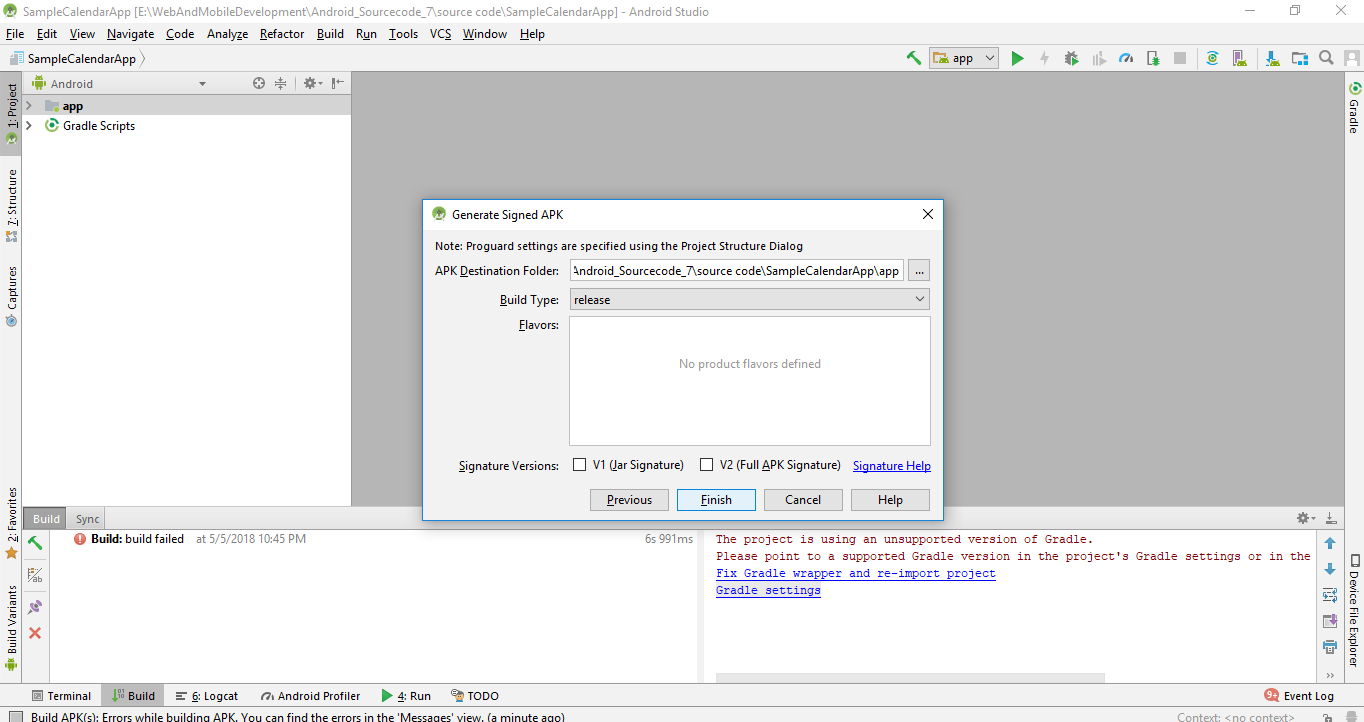 SampleCalendarApp [E:\WebAndMobileDevelopment\Android_Sourcecode_7\source code\SampleCalendarApp] - Android Studio
File Edit View Navigate Code Analyze Refactor Build Run Tools VCS Window Help
SampleCalendarApp
app
1: Project
Android
app
Gradle Scripts
Gradle
7: Structure
Captures
Generate Signed APK
Note: Proguard settings are specified using the Project Structure Dialog
APK Destination Folder: Android_Sourcecode_7\source code\SampleCalendarApp\app ...
Build Type: release
Flavors:
No product flavors defined
Signature Versions: V1 (Jar Signature) V2 (Full APK Signature) Signature Help
Previous Finish Cancel Help
2: Favorites
Build Variants
Build Sync
Build: build failed at 5/5/2018 10:45 PM 6s 991ms
The project is using an unsupported version of Gradle.
Please point to a supported Gradle version in the project's Gradle settings or in the
Fix Gradle wrapper and re-import project
Gradle settings
Device File Explorer
Terminal Build 6: Logcat Android Profiler 4: Run TODO 9+ Event Log
Build APK(s): Errors while building APK. You can find the errors in the 'Messages' view. (a minute ago) Context: <no context>